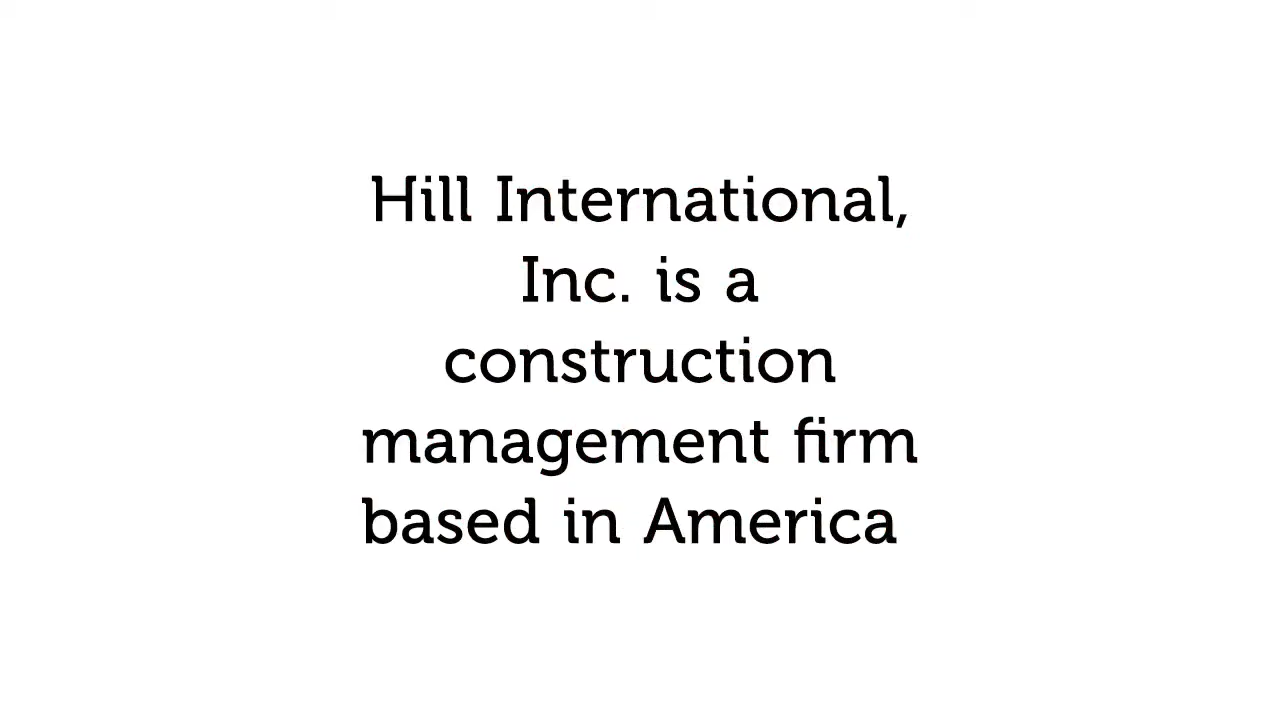 Hill International,
Inc. is a
construction
management firm
based in America